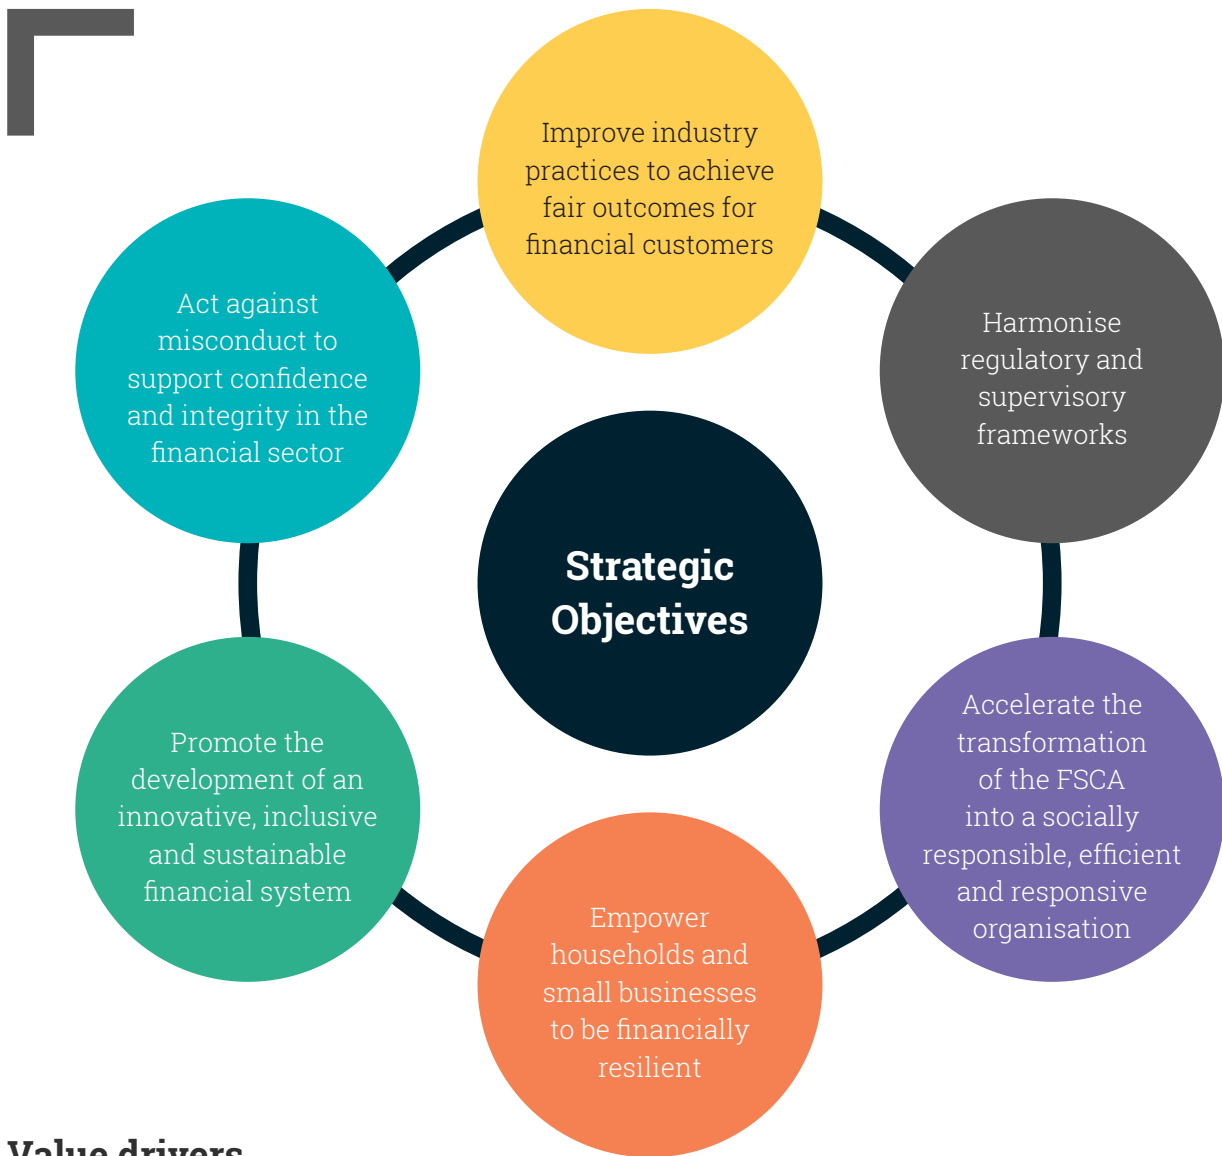 Improve industry
practices to achieve
fair outcomes for
financial customers
Act against
misconduct to
support confidence
and integrity in the
financial sector
Harmonise
regulatory and
supervisory
frameworks
Strategic
Objectives
Promote the
development of an
innovative, inclusive
and sustainable
financial system
Accelerate the
transformation
of the FSCA
into a socially
responsible, efficient
and responsive
organisation
Empower
households and
small businesses
to be financially
resilient
Value drivers